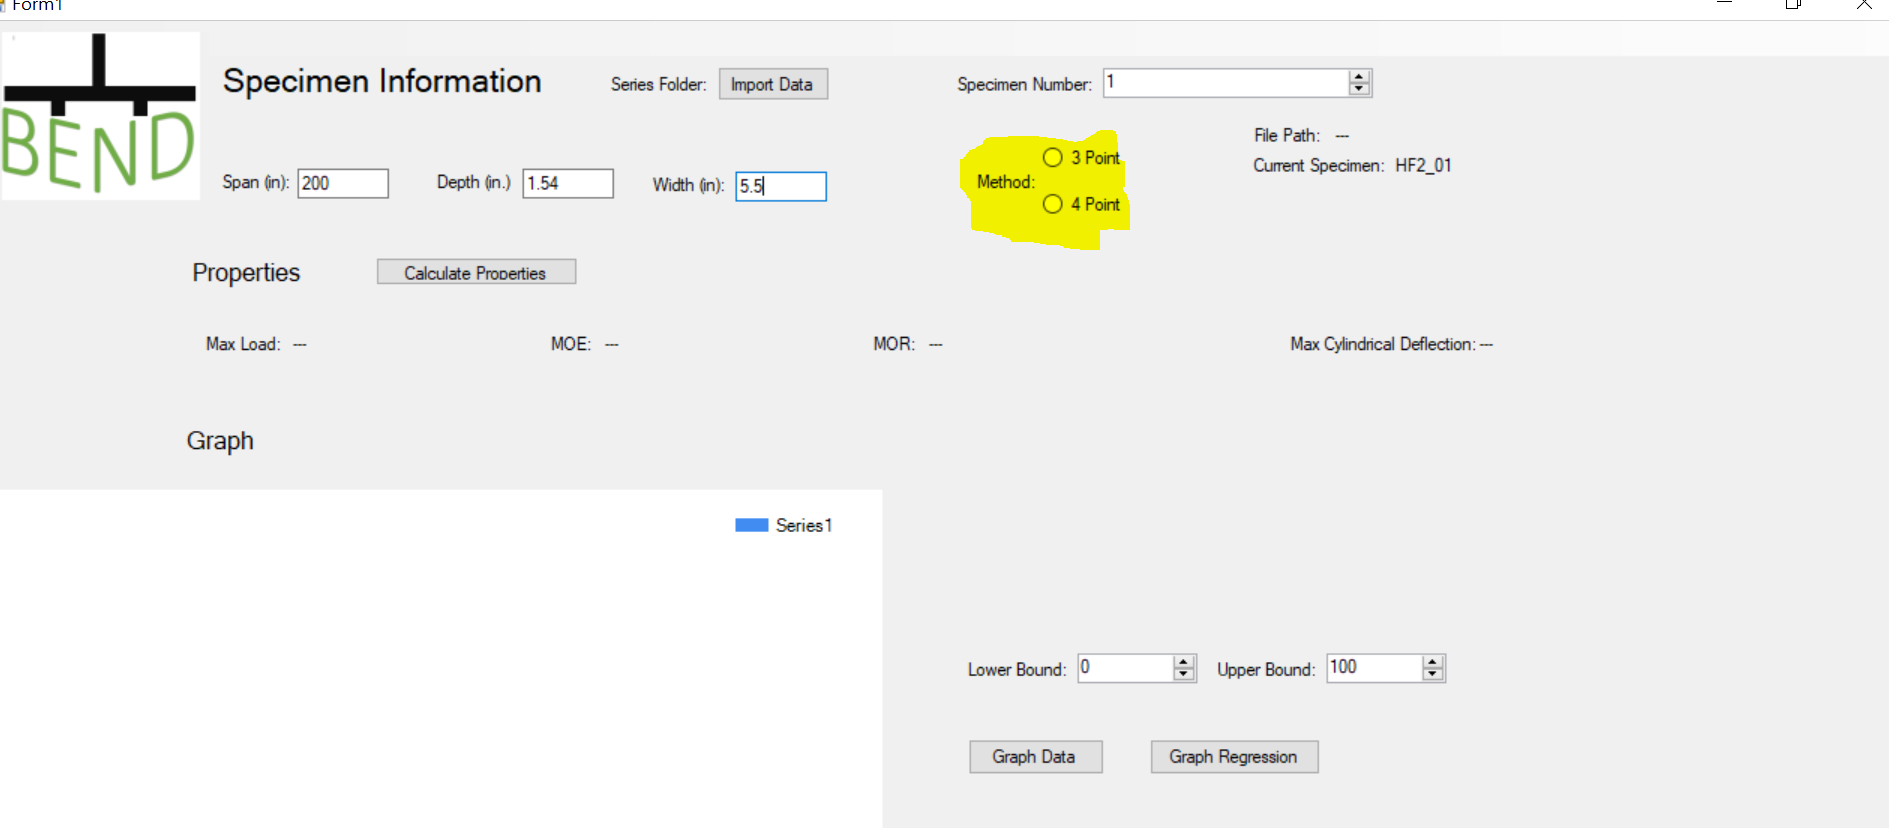 Form1
Specimen Information
Series Folder: Import Data
Specimen Number: 1
BEND
Span (in): 200
Depth (in.) 1.54
Width (in): 5.5
Method:
3 Point
4 Point
File Path: ---
Current Specimen: HF2_01
Properties
Calculate Properties
Max Load: ---
MOE: ---
MOR: ---
Max Cylindrical Deflection: ---
Graph
Series1
Lower Bound: 0
Upper Bound: 100
Graph Data
Graph Regression